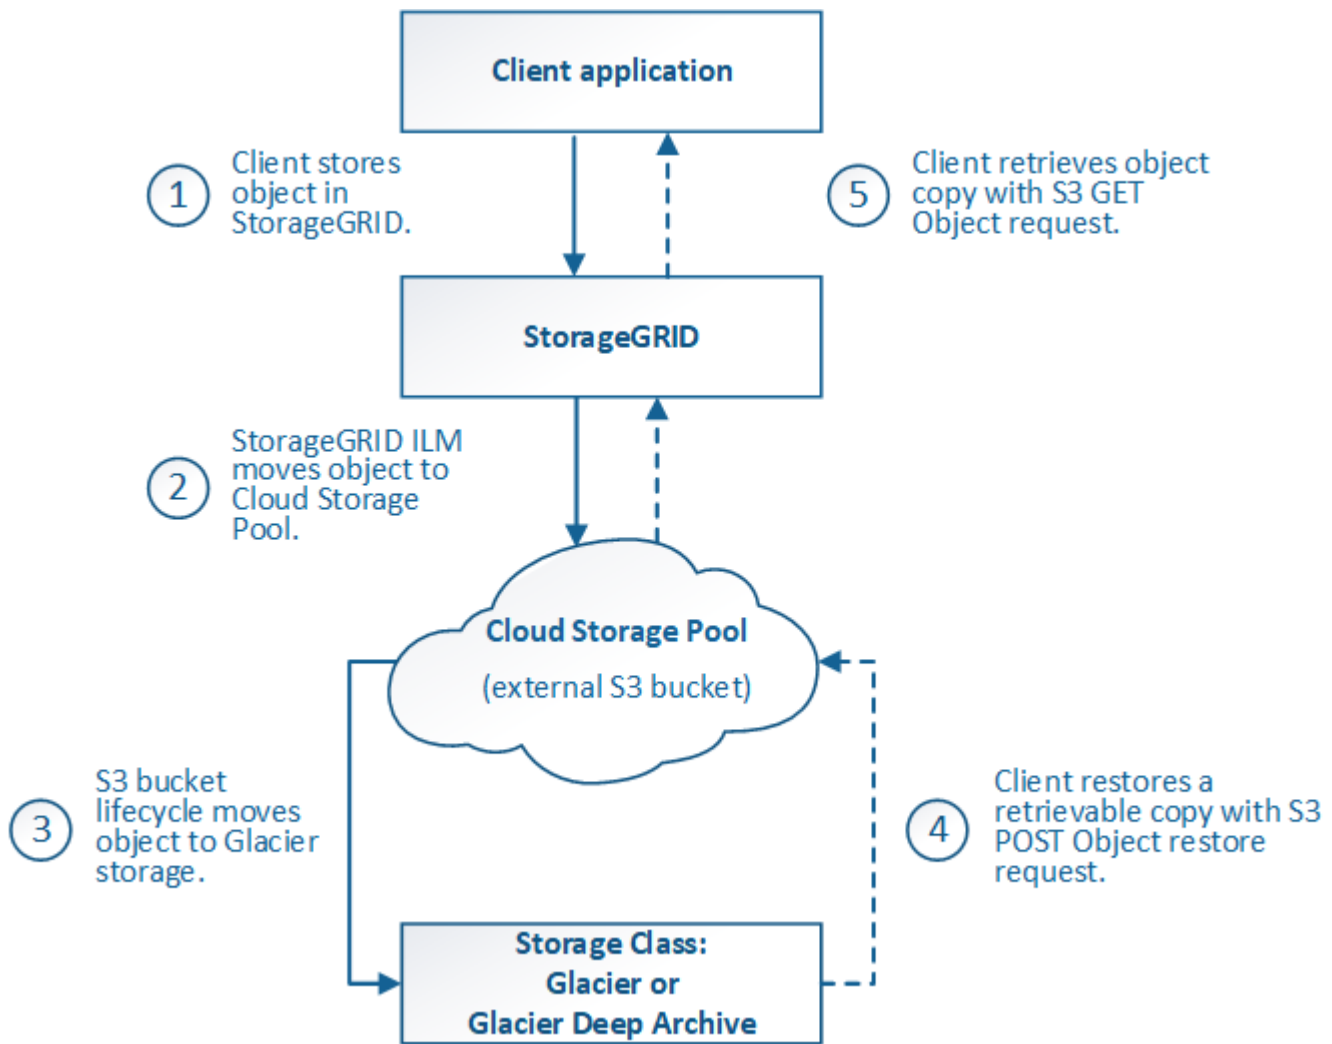 Client application
1
Client stores
object in
StorageGRID.
5
Client retrieves object
copy with S3 GET
Object request.
StorageGRID
2
StorageGRID ILM
moves object to
Cloud Storage
Pool.
Cloud Storage Pool
(external S3 bucket)
3
S3 bucket
lifecycle moves
object to Glacier
storage.
4
Client restores a
retrievable copy with S3
POST Object restore
request.
Storage Class:
Glacier or
Glacier Deep Archive